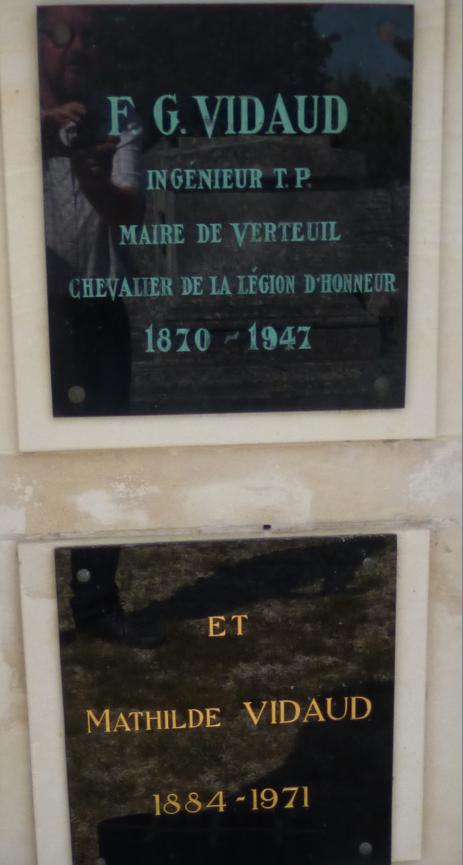 F. G. VIDAUD
INGÉNIEUR T. P.
MAIRE DE VERTEUIL
CHEVALIER DE LA LÉGION D'HONNEUR
1870 - 1947
ET
MATHILDE VIDAUD
1884 - 1971